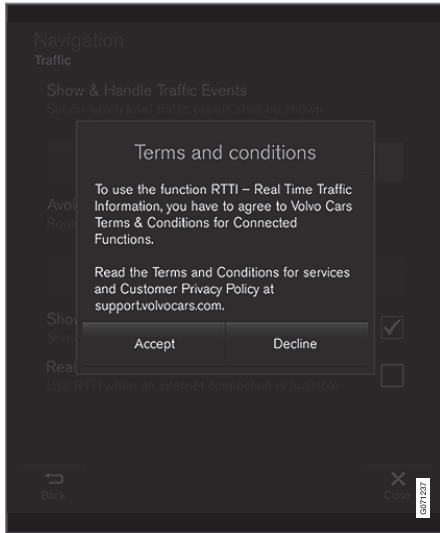 Navigation
Traffic
Show & Handle Traffic Events
Set on which level traffic events shall be shown
Terms and conditions
To use the function RTTI – Real Time Traffic
Information, you have to agree to Volvo Cars
Terms & Conditions for Connected
Functions.
Read the Terms and Conditions for services
and Customer Privacy Policy at
support.volvocars.com.
Accept Decline
Use RTTI when an internet connection is available
Back Close
G071237